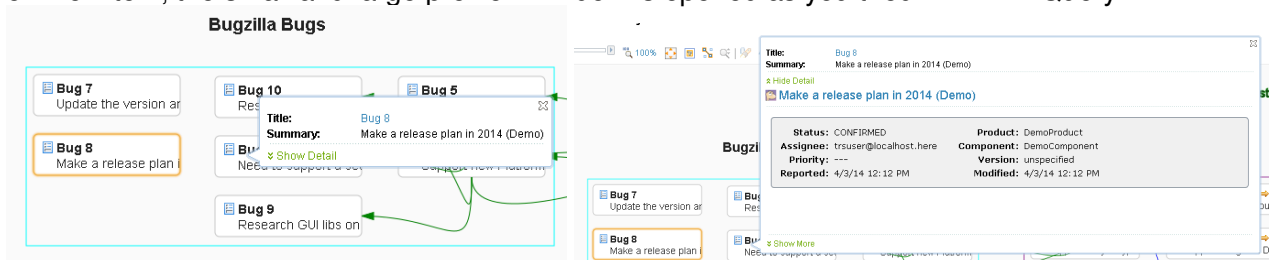 Bugzilla Bugs
Bug 7
Update the version ar
Bug 10
Res
Bug 5
Bug 8
Make a release plan i
Title: Bug 8
Summary: Make a release plan in 2014 (Demo)
Show Detail
Bug 9
Research GUI libs on
100%
Title: Bug 8
Summary: Make a release plan in 2014 (Demo)
Hide Detail
Make a release plan in 2014 (Demo)
Status: CONFIRMED Product: DemoProduct
Assignee: trsuser@localhost.here Component: DemoComponent
Priority: --- Version: unspecified
Reported: 4/3/14 12:12 PM Modified: 4/3/14 12:12 PM
Show More
Bugzi
Bug 7
Update the version ar
Bug
Res
Bug 8
Make a release plan i